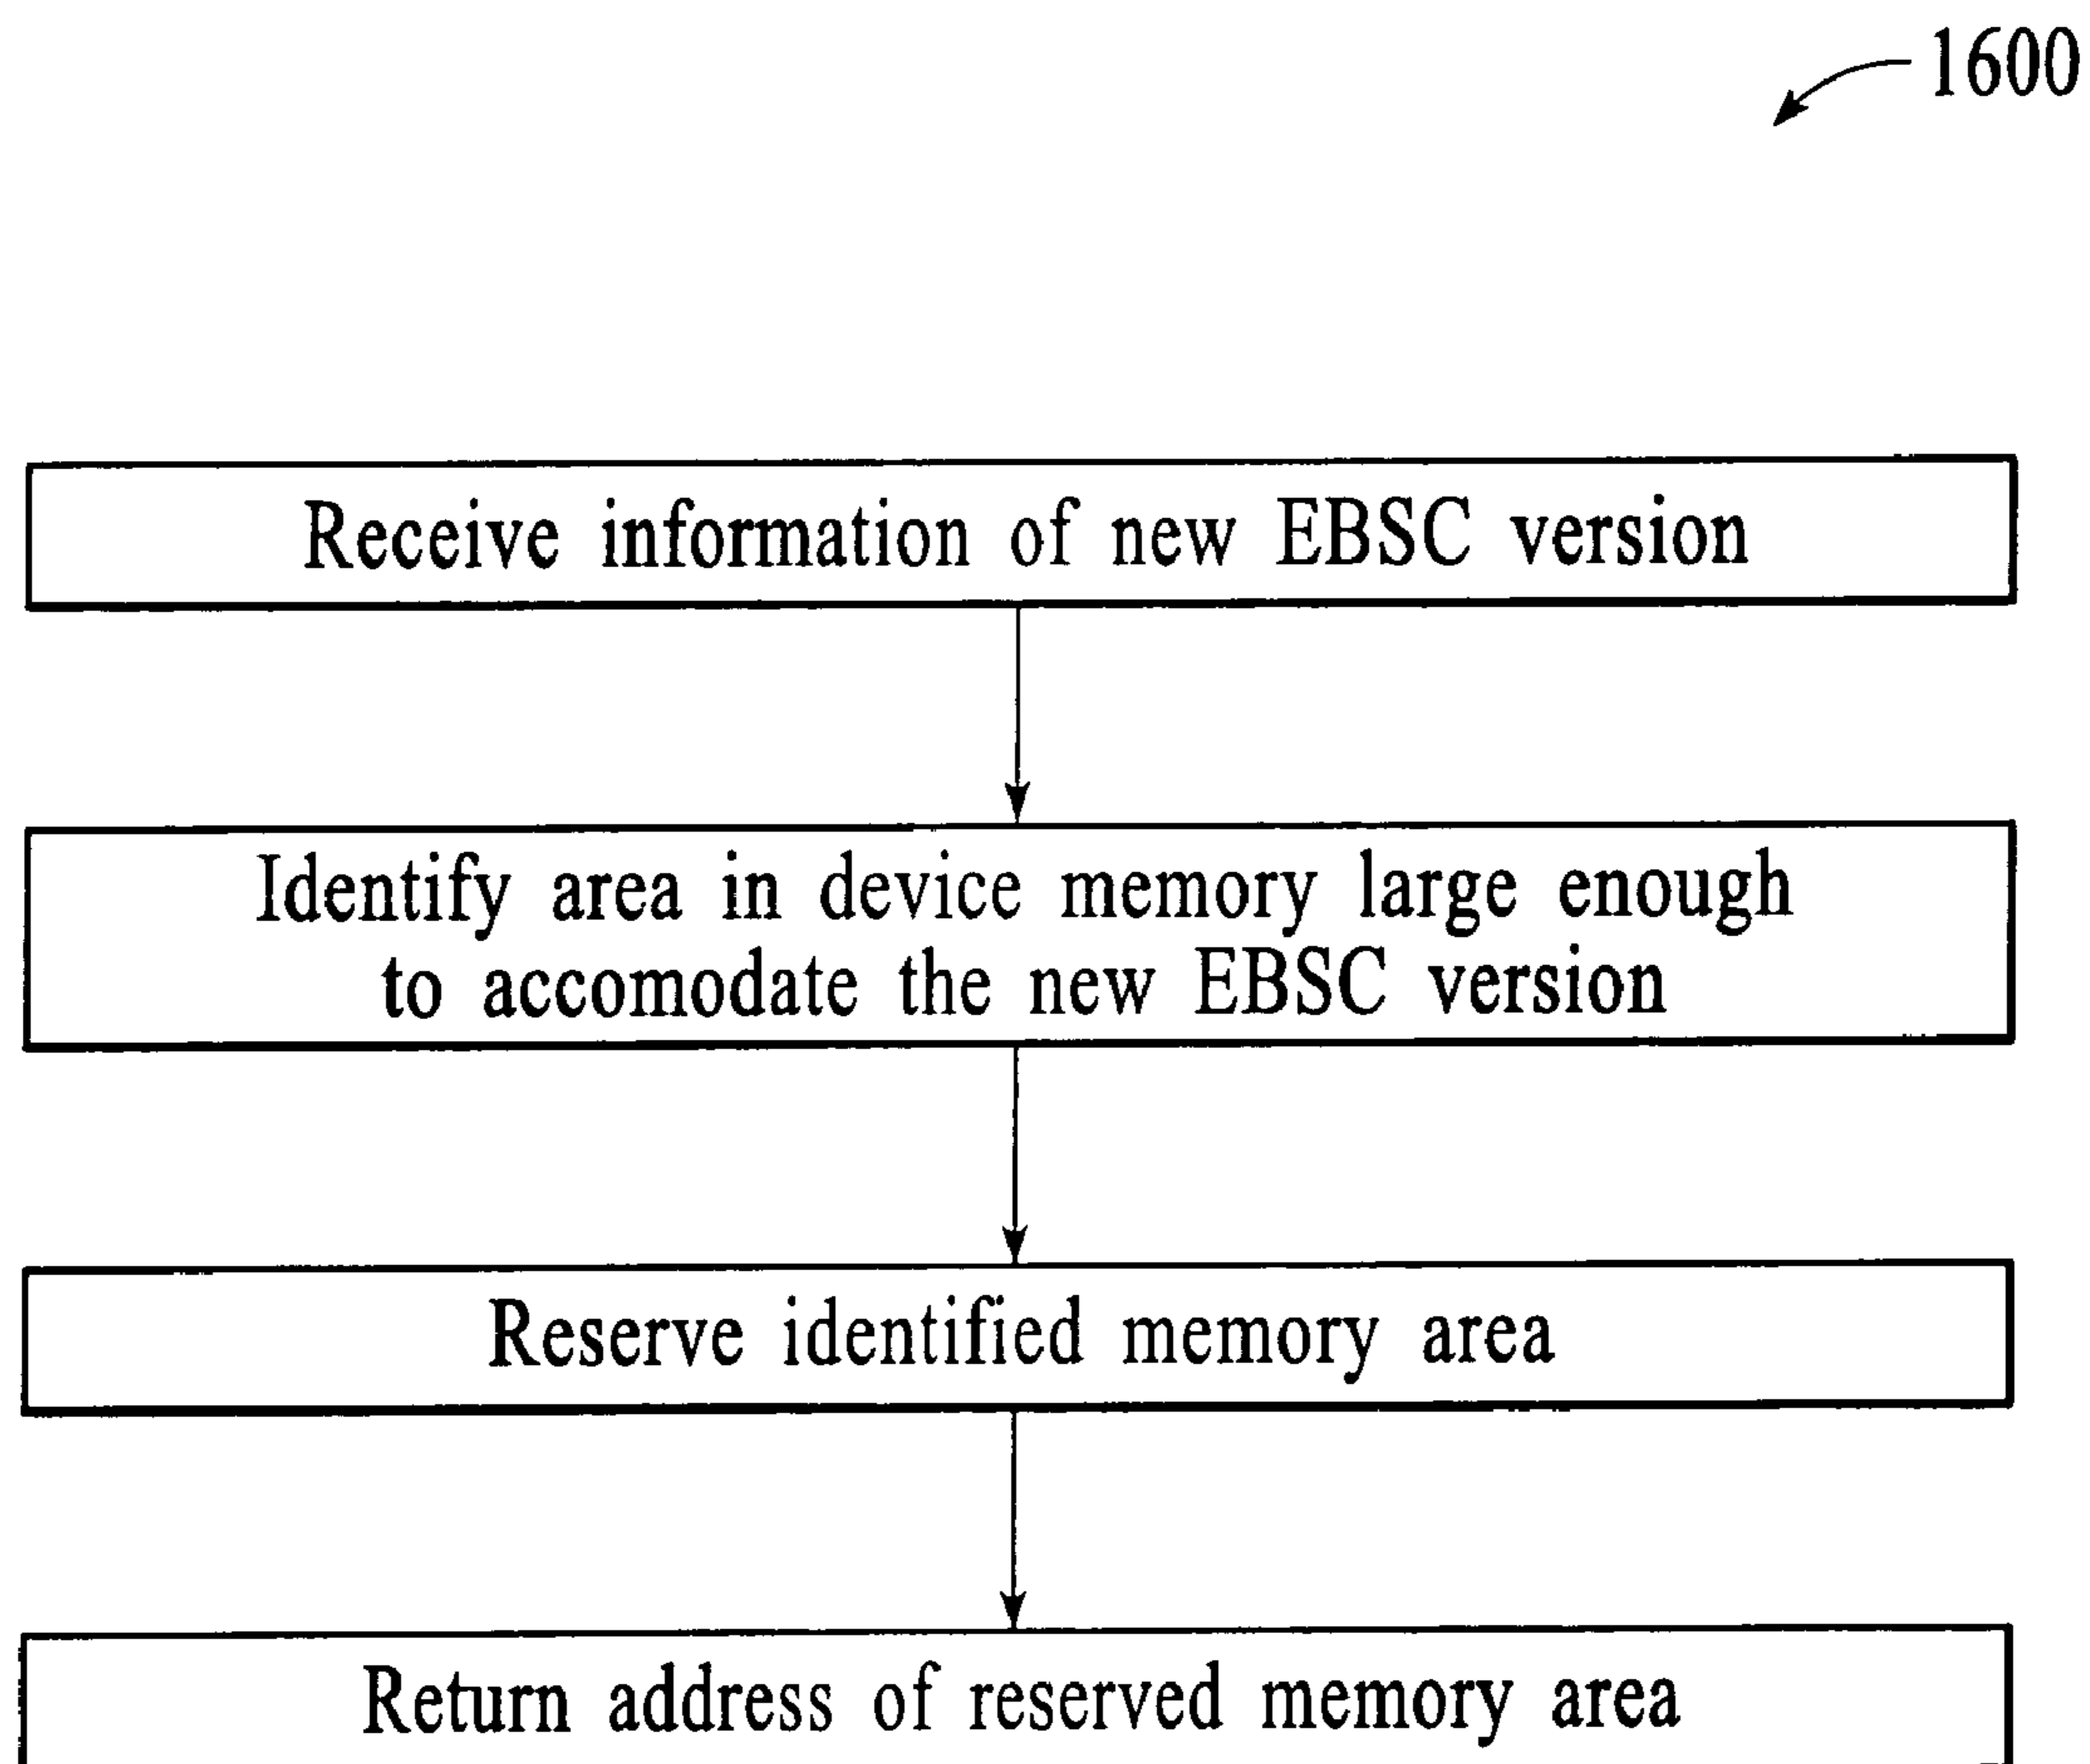 1600
Receive information of new EBSC version
Identify area in device memory large enough
to accomodate the new EBSC version
Reserve identified memory area
Return address of reserved memory area